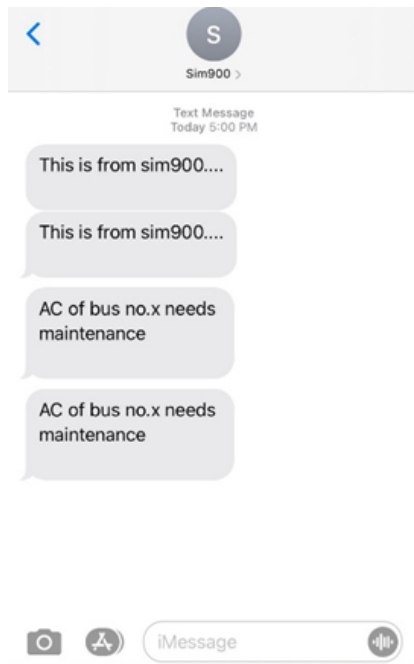 S
Sim900 >
Text Message
Today 5:00 PM
This is from sim900....
This is from sim900....
AC of bus no.x needs
maintenance
AC of bus no.x needs
maintenance
iMessage